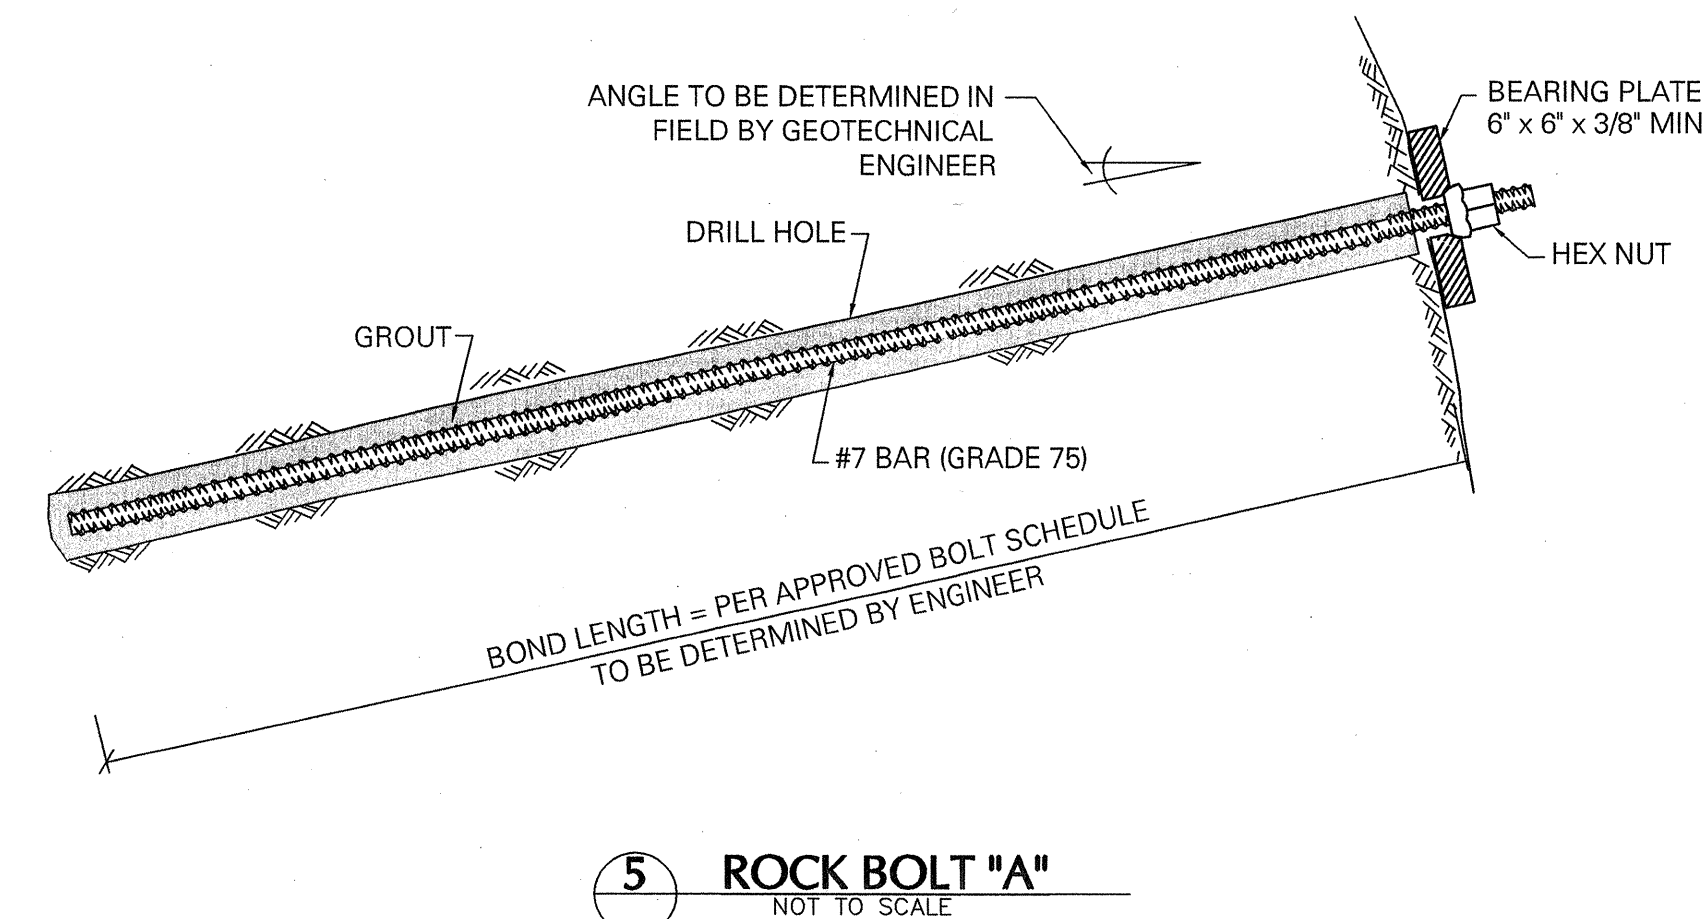 ANGLE TO BE DETERMINED IN
FIELD BY GEOTECHNICAL
ENGINEER
BEARING PLATE
6" x 6" x 3/8" MIN
DRILL HOLE
HEX NUT
GROUT
#7 BAR (GRADE 75)
BOND LENGTH = PER APPROVED BOLT SCHEDULE
TO BE DETERMINED BY ENGINEER
5 ROCK BOLT "A"
NOT TO SCALE